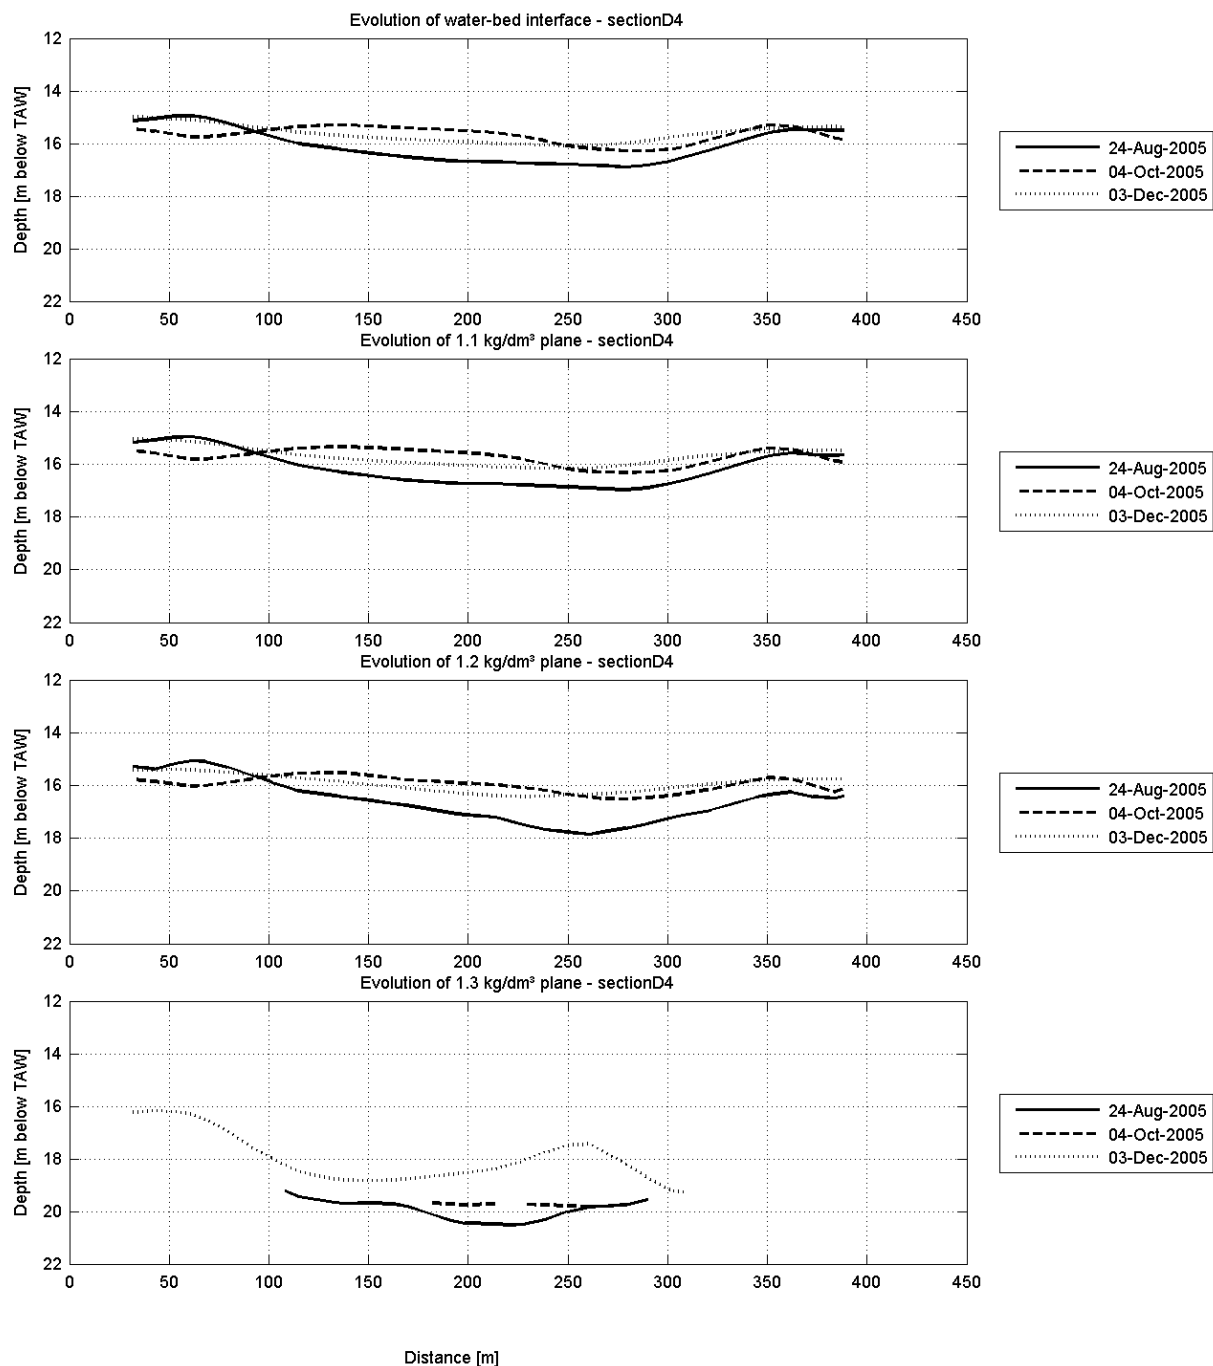 Evolution of water-bed interface - sectionD4
12
14
16
18
20
22
Depth [m below TAW]
0 50 100 150 200 250 300 350 400 450
24-Aug-2005
04-Oct-2005
03-Dec-2005
Evolution of 1.1 kg/dm³ plane - sectionD4
12
14
16
18
20
22
Depth [m below TAW]
0 50 100 150 200 250 300 350 400 450
24-Aug-2005
04-Oct-2005
03-Dec-2005
Evolution of 1.2 kg/dm³ plane - sectionD4
12
14
16
18
20
22
Depth [m below TAW]
0 50 100 150 200 250 300 350 400 450
24-Aug-2005
04-Oct-2005
03-Dec-2005
Evolution of 1.3 kg/dm³ plane - sectionD4
12
14
16
18
20
22
Depth [m below TAW]
0 50 100 150 200 250 300 350 400 450
24-Aug-2005
04-Oct-2005
03-Dec-2005
Distance [m]